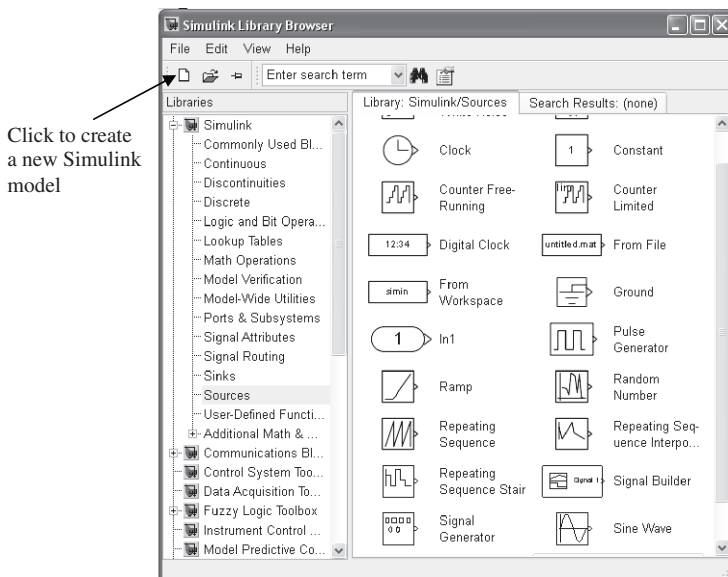 Simulink Library Browser
File Edit View Help
Enter search term
Libraries
Library: Simulink/Sources
Search Results: (none)
Click to create
a new Simulink
model
Simulink
Commonly Used Bl...
Continuous
Discontinuities
Discrete
Logic and Bit Opera...
Lookup Tables
Math Operations
Model Verification
Model-Wide Utilities
Ports & Subsystems
Signal Attributes
Signal Routing
Sinks
Sources
User-Defined Functi...
Additional Math & ...
Communications Bl...
Control System Too...
Data Acquisition To...
Fuzzy Logic Toolbox
Instrument Control ...
Model Predictive Co...
Clock
1
Constant
Counter Free-
Running
Counter
Limited
12:34
Digital Clock
untitled.mat
From File
simin
From
Workspace
Ground
1
In1
Pulse
Generator
Ramp
Random
Number
Repeating
Sequence
Repeating Seq-
uence Interpo...
Repeating
Sequence Stair
Signal 1
Signal Builder
Signal
Generator
Sine Wave